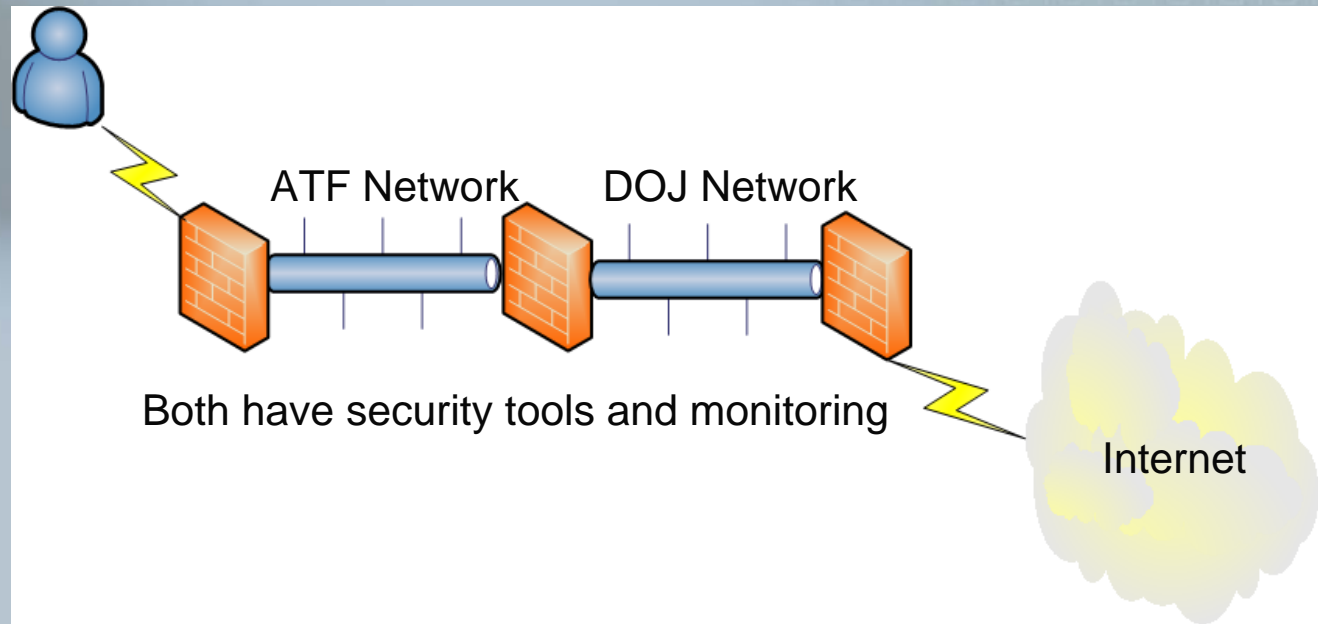 ATF Network
DOJ Network
Both have security tools and monitoring
Internet